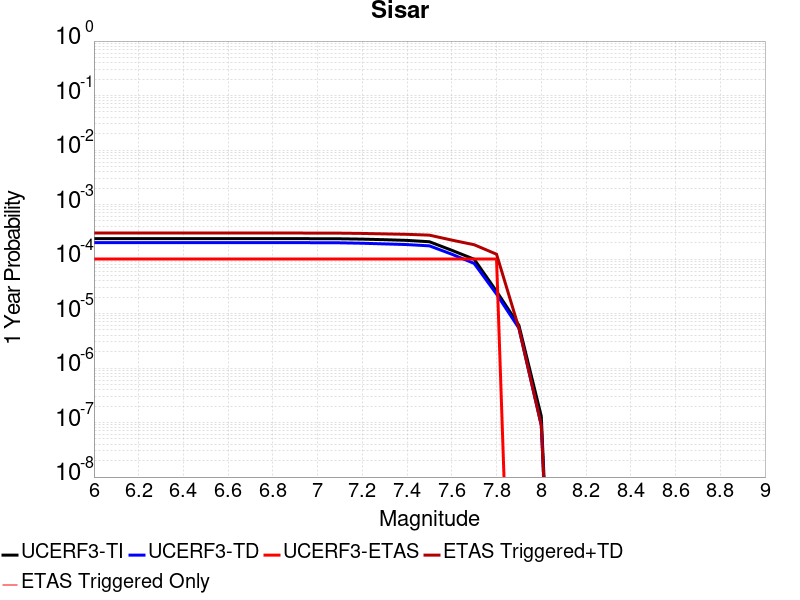 Sisar
10^0
10^-1
10^-2
10^-3
10^-4
10^-5
10^-6
10^-7
10^-8
1 Year Probability
6 6.2 6.4 6.6 6.8 7 7.2 7.4 7.6 7.8 8 8.2 8.4 8.6 8.8 9
Magnitude
UCERF3-TI UCERF3-TD UCERF3-ETAS ETAS Triggered+TD
ETAS Triggered Only